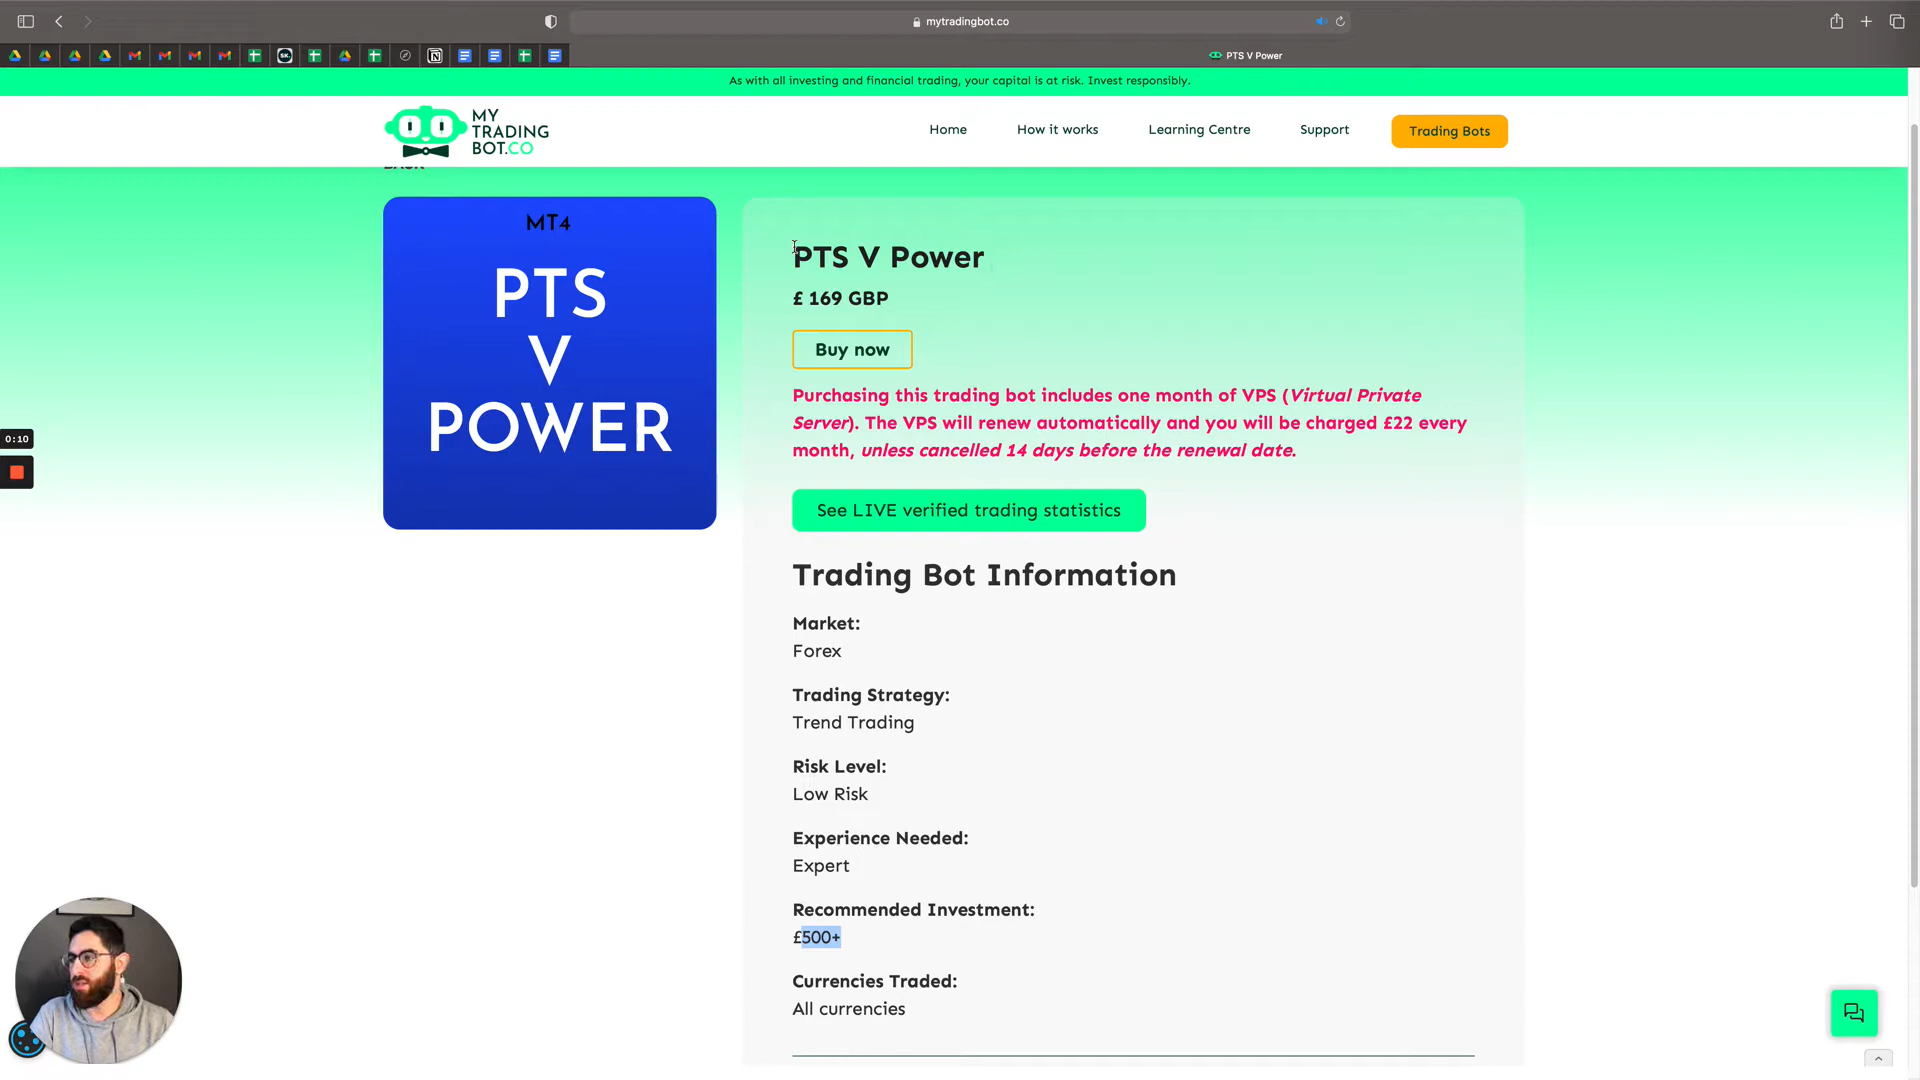 mytradingbot.co
PTS V Power
As with all investing and financial trading, your capital is at risk. Invest responsibly.
MY
TRADING
BOT.CO
Home
How it works
Learning Centre
Support
Trading Bots
BACK
MT4
PTS
V
POWER
PTS V Power
£ 169 GBP
Buy now
Purchasing this trading bot includes one month of VPS (Virtual Private
Server). The VPS will renew automatically and you will be charged £22 every
month, unless cancelled 14 days before the renewal date.
See LIVE verified trading statistics
Trading Bot Information
Market:
Forex
Trading Strategy:
Trend Trading
Risk Level:
Low Risk
Experience Needed:
Expert
Recommended Investment:
£500+
Currencies Traded:
All currencies
0:10